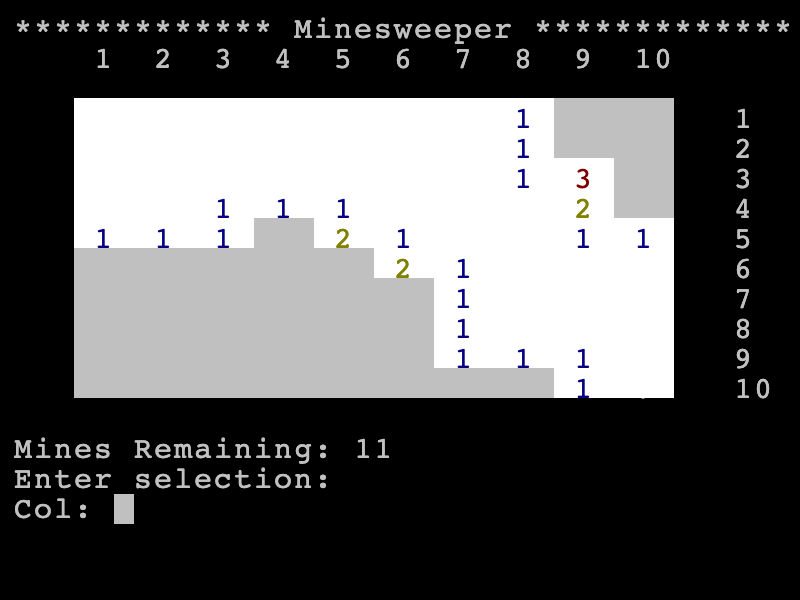 ************* Minesweeper *************
1 2 3 4 5 6 7 8 9 10
1 1
1 2
1 3 3
1 1 1 2 4
1 1 1 2 1 1 1 5
2 1 6
1 7
1 8
1 1 1 9
1 10
Mines Remaining: 11
Enter selection:
Col: